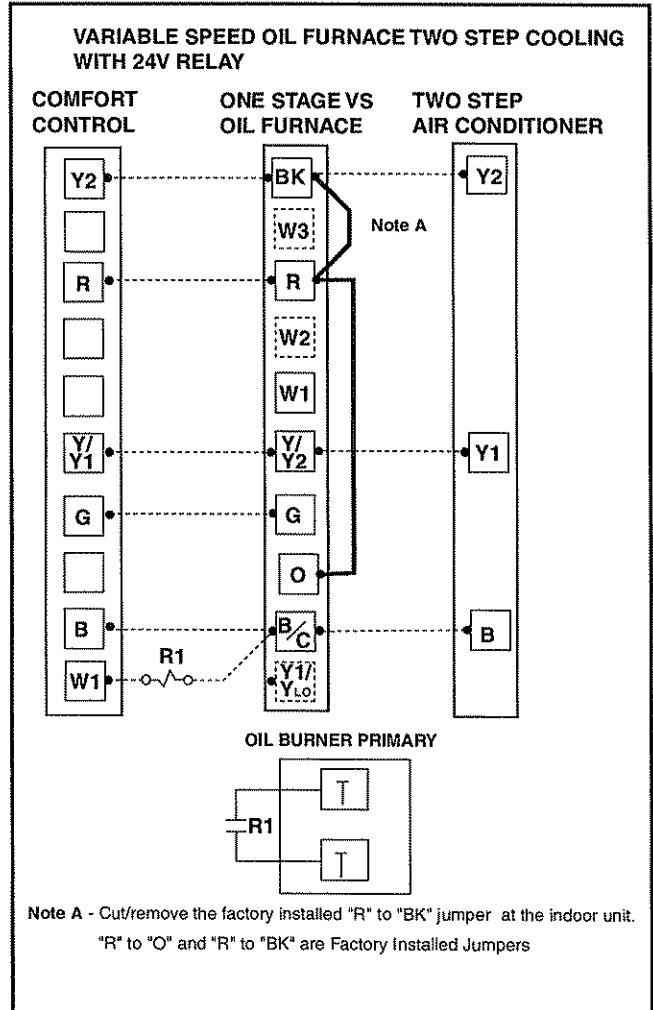 VARIABLE SPEED OIL FURNACE TWO STEP COOLING
WITH 24V RELAY
COMFORT
CONTROL
ONE STAGE VS
OIL FURNACE
TWO STEP
AIR CONDITIONER
Y2
BK
Y2
W3
Note A
R
R
W2
W1
Y/
Y1
Y/
Y2
Y1
G
G
O
B
B/C
B
R1
W1
Y1/
YLO
OIL BURNER PRIMARY
T
R1
T
Note A - Cut/remove the factory installed "R" to "BK" jumper at the indoor unit.
"R" to "O" and "R" to "BK" are Factory Installed Jumpers